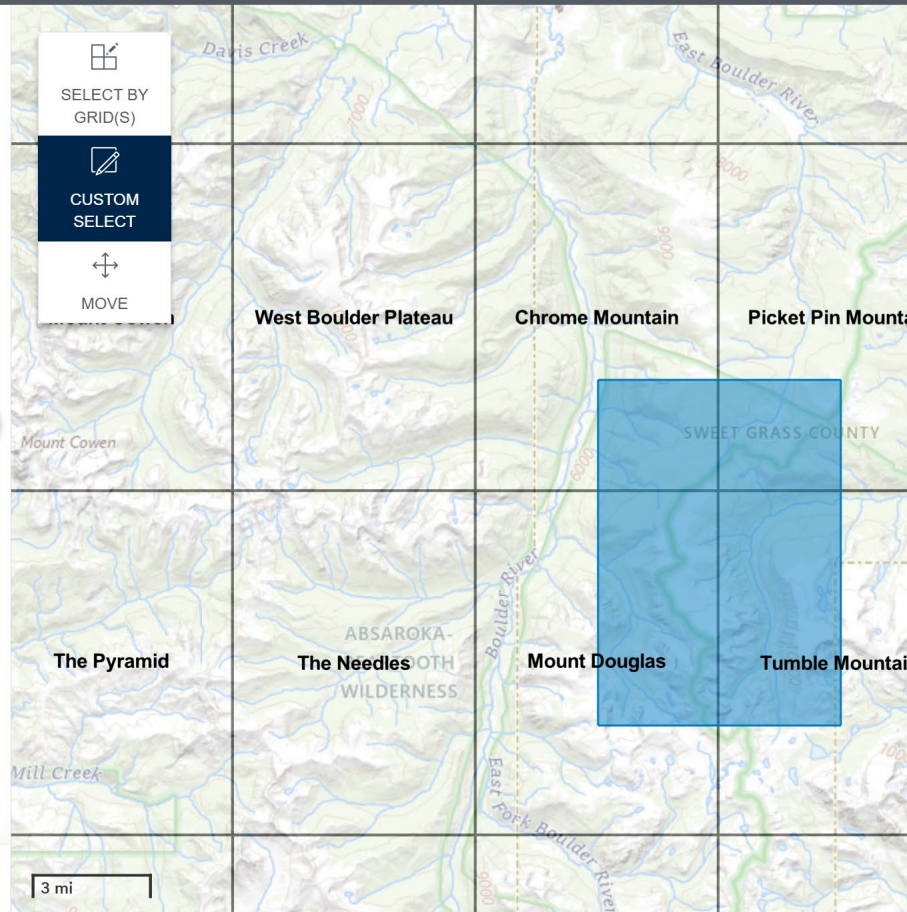 Davis Creek
East Boulder River
SELECT BY
GRID(S)
7000
CUSTOM
SELECT
8000
9000
MOVE
West Boulder Plateau
Chrome Mountain
Picket Pin Mounta
Mount Cowen
SWEET GRASS COUNTY
6000
Boulder River
ABSAROKA-
WILDERNESS
The Pyramid
The Needles
Mount Douglas
Tumble Mountai
Mill Creek
East Fork Boulder River
9000
3 mi